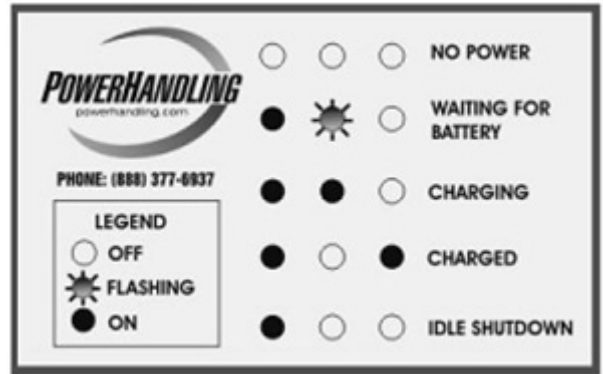 POWERHANDLING
powerhandling.com
PHONE: (888) 377-6937
LEGEND
OFF
FLASHING
ON
NO POWER
WAITING FOR
BATTERY
CHARGING
CHARGED
IDLE SHUTDOWN